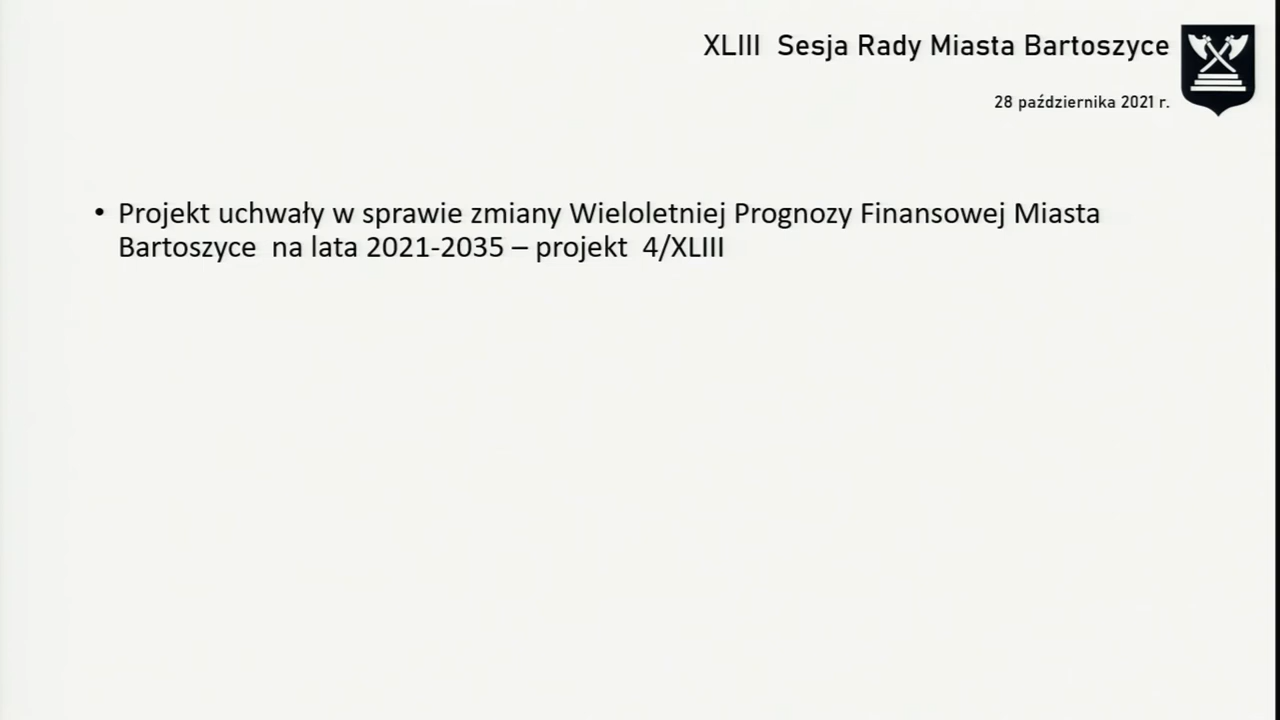 XLIII Sesja Rady Miasta Bartoszyce
28 października 2021 r.
• Projekt uchwały w sprawie zmiany Wieloletniej Prognozy Finansowej Miasta
Bartoszyce na lata 2021-2035 – projekt 4/XLIII